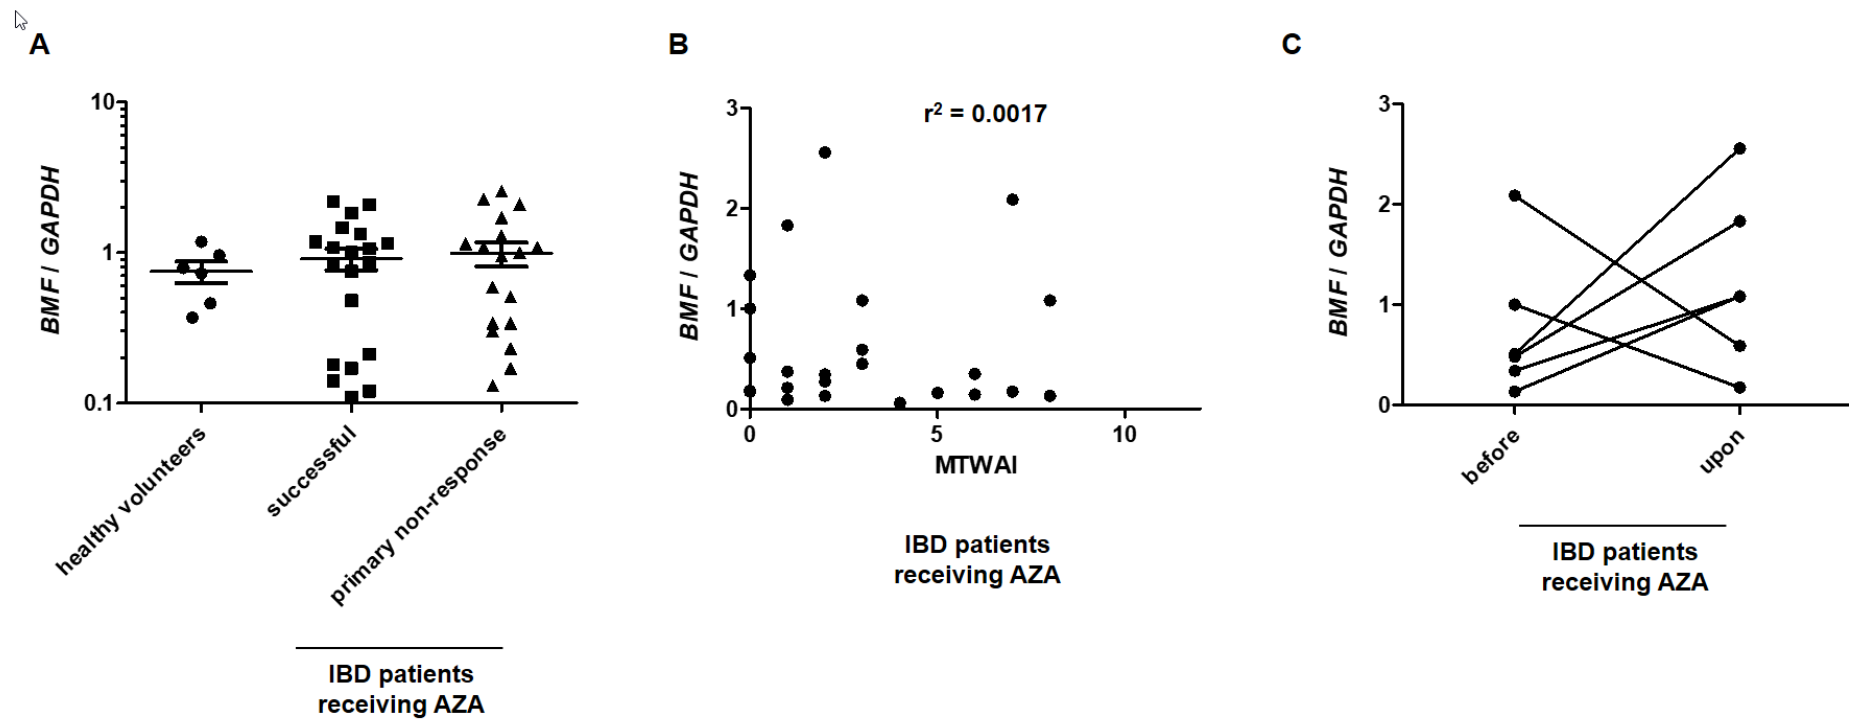 A
10
1
0.1
BMF / GAPDH
healthy volunteers
successful
primary non-response
IBD patients
receiving AZA
B
r² = 0.0017
3
2
1
0
BMF / GAPDH
0 5 10
MTWAI
IBD patients
receiving AZA
C
3
2
1
0
BMF / GAPDH
before
upon
IBD patients
receiving AZA